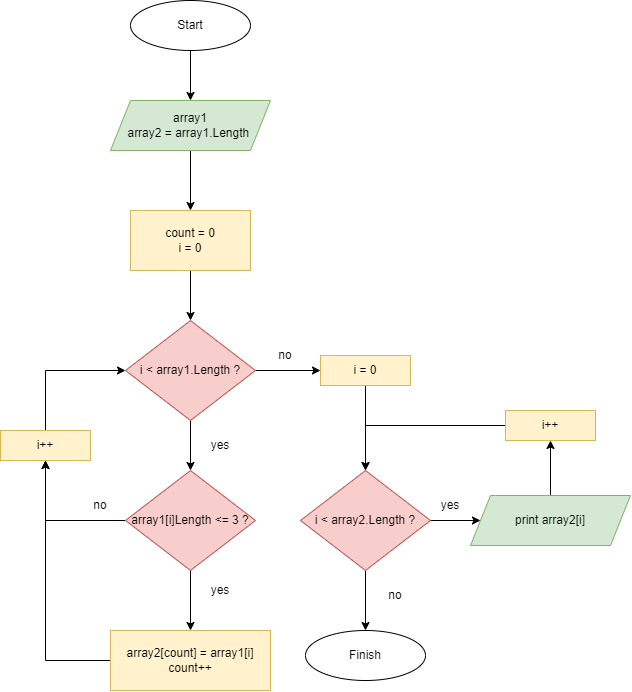 Start
array1
array2 = array1.Length
count = 0
i = 0
i < array1.Length ?
no
i = 0
yes
i++
i++
array1[i]Length <= 3 ?
no
yes
array2[count] = array1[i]
count++
i < array2.Length ?
yes
print array2[i]
no
Finish